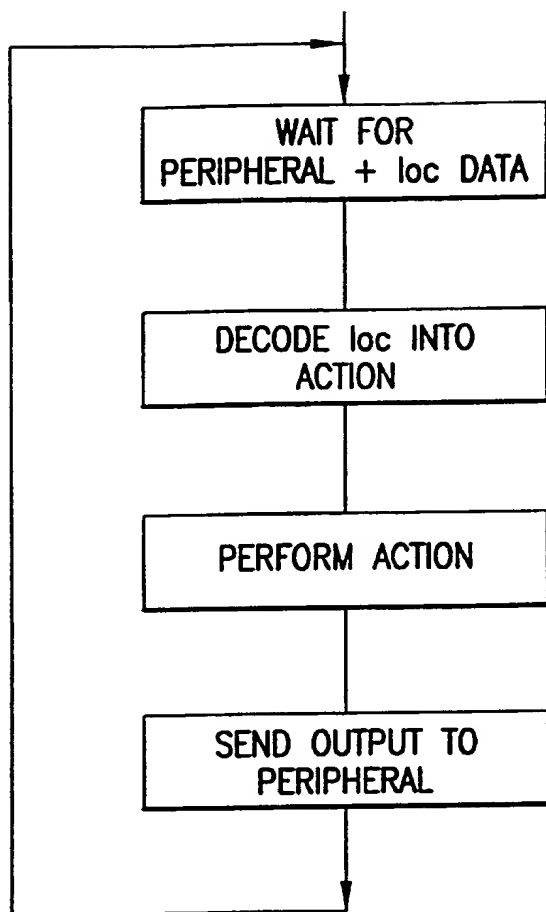 WAIT FOR
PERIPHERAL + loc DATA
DECODE loc INTO
ACTION
PERFORM ACTION
SEND OUTPUT TO
PERIPHERAL